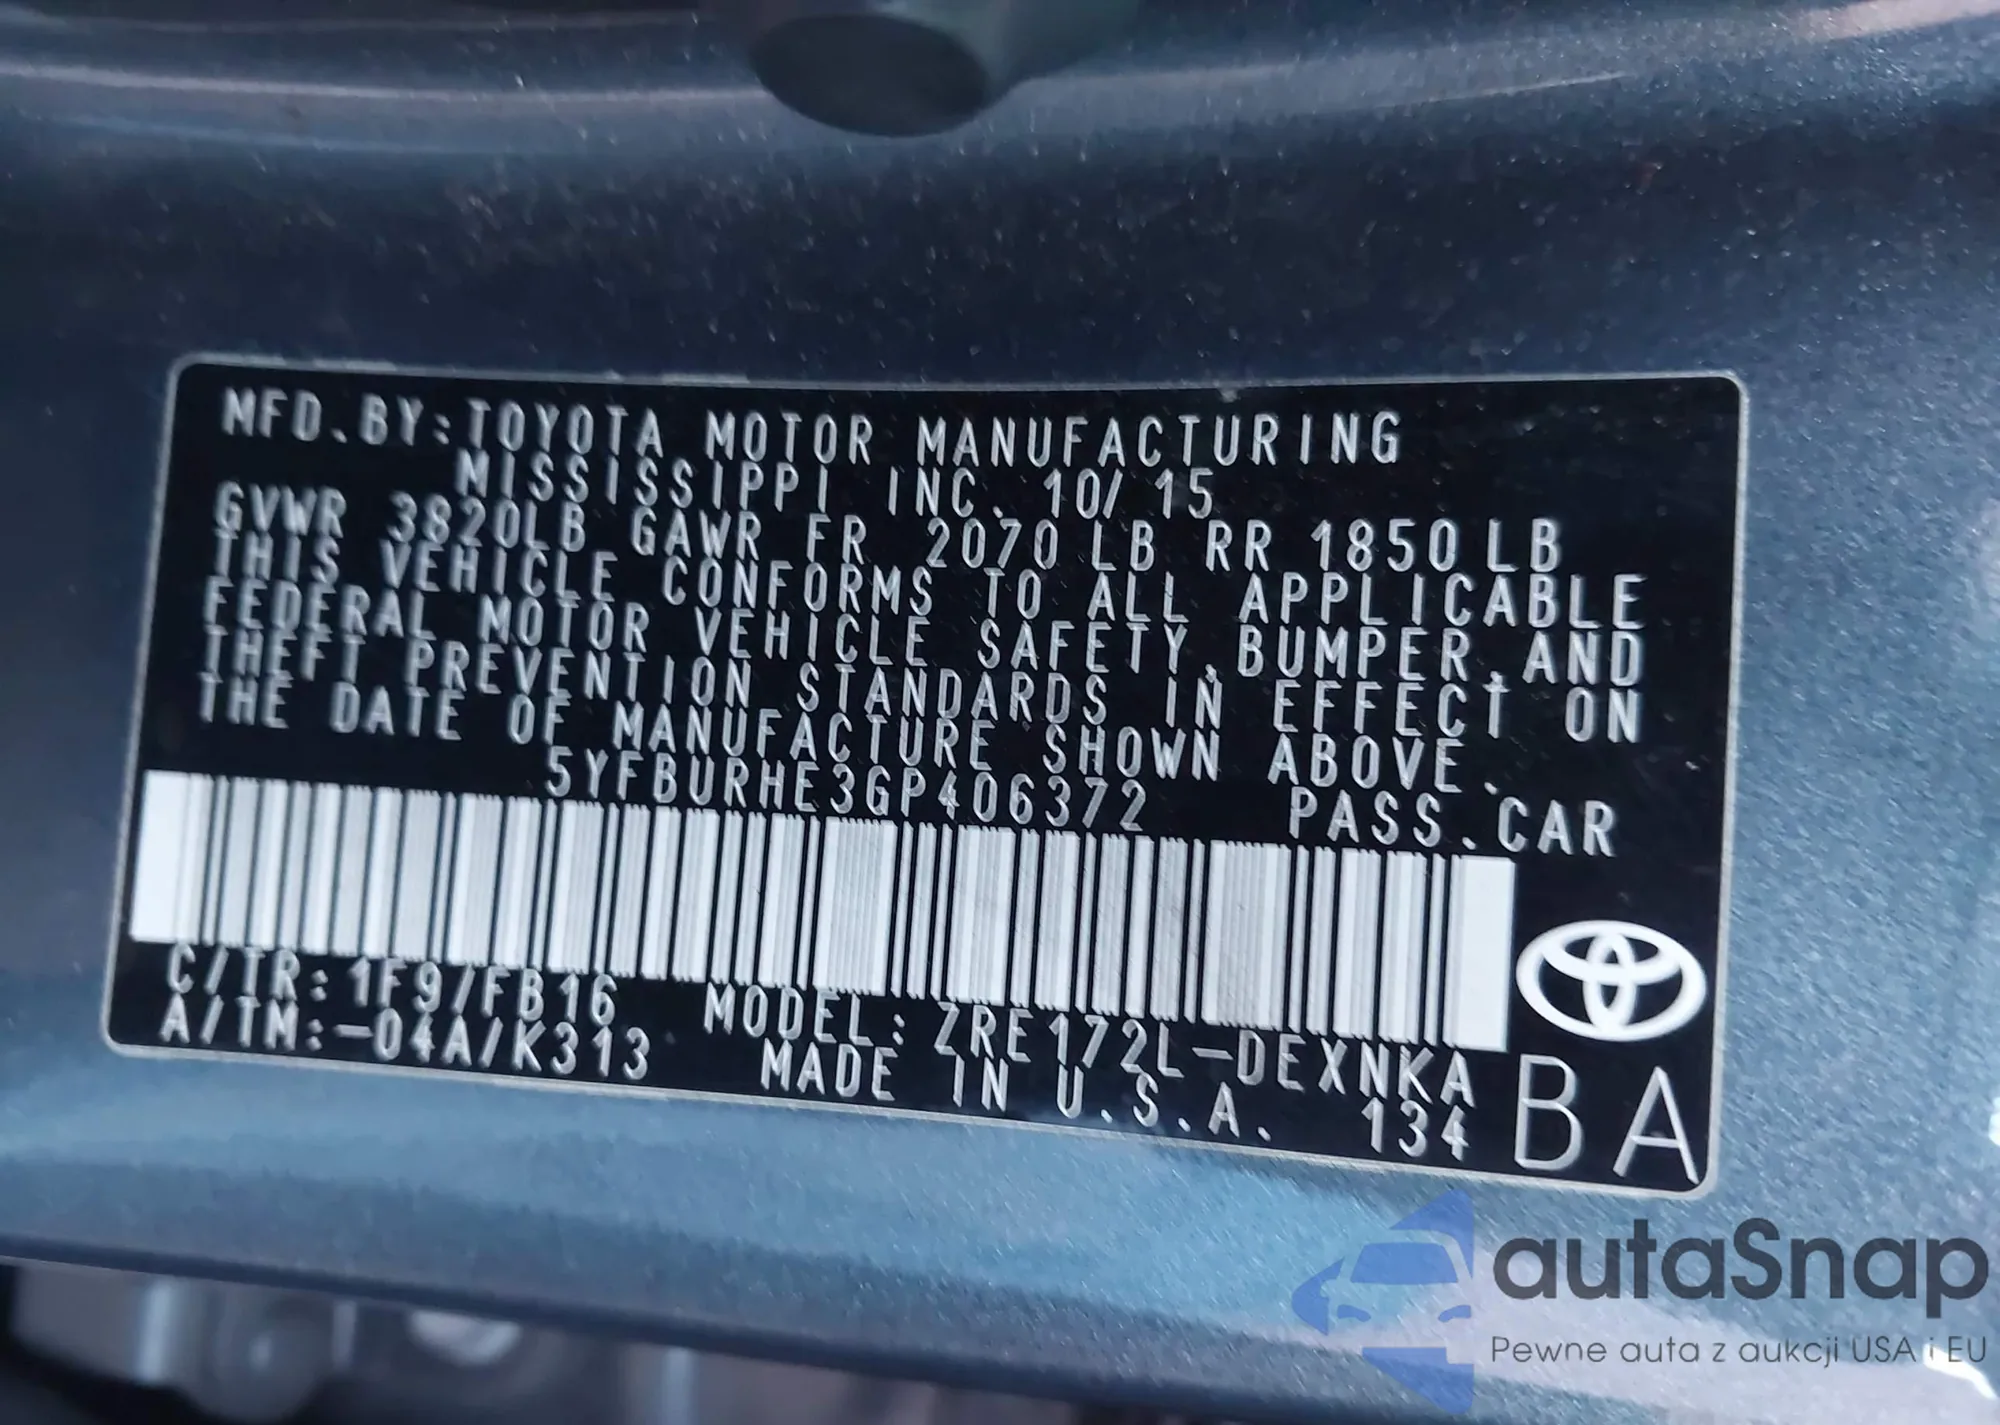 MFD.BY:TOYOTA MOTOR MANUFACTURING
MISSISSIPPI INC. 10/15
GVWR 3820LB GAWR FR 2070LB RR 1850LB
THIS VEHICLE CONFORMS TO ALL APPLICABLE
FEDERAL MOTOR VEHICLE SAFETY,BUMPER,AND
THEFT PREVENTION STANDARDS IN EFFECT ON
THE DATE OF MANUFACTURE SHOWN ABOVE.
5YFBURHE3GP406372 PASS.CAR
C/TR:1F9/FB16 MODEL:ZRE172L-DEXNKA
A/TM:-04A/K313 MADE IN U.S.A. 134
BA
autaSnap
Pewne auta z aukcji USA i EU